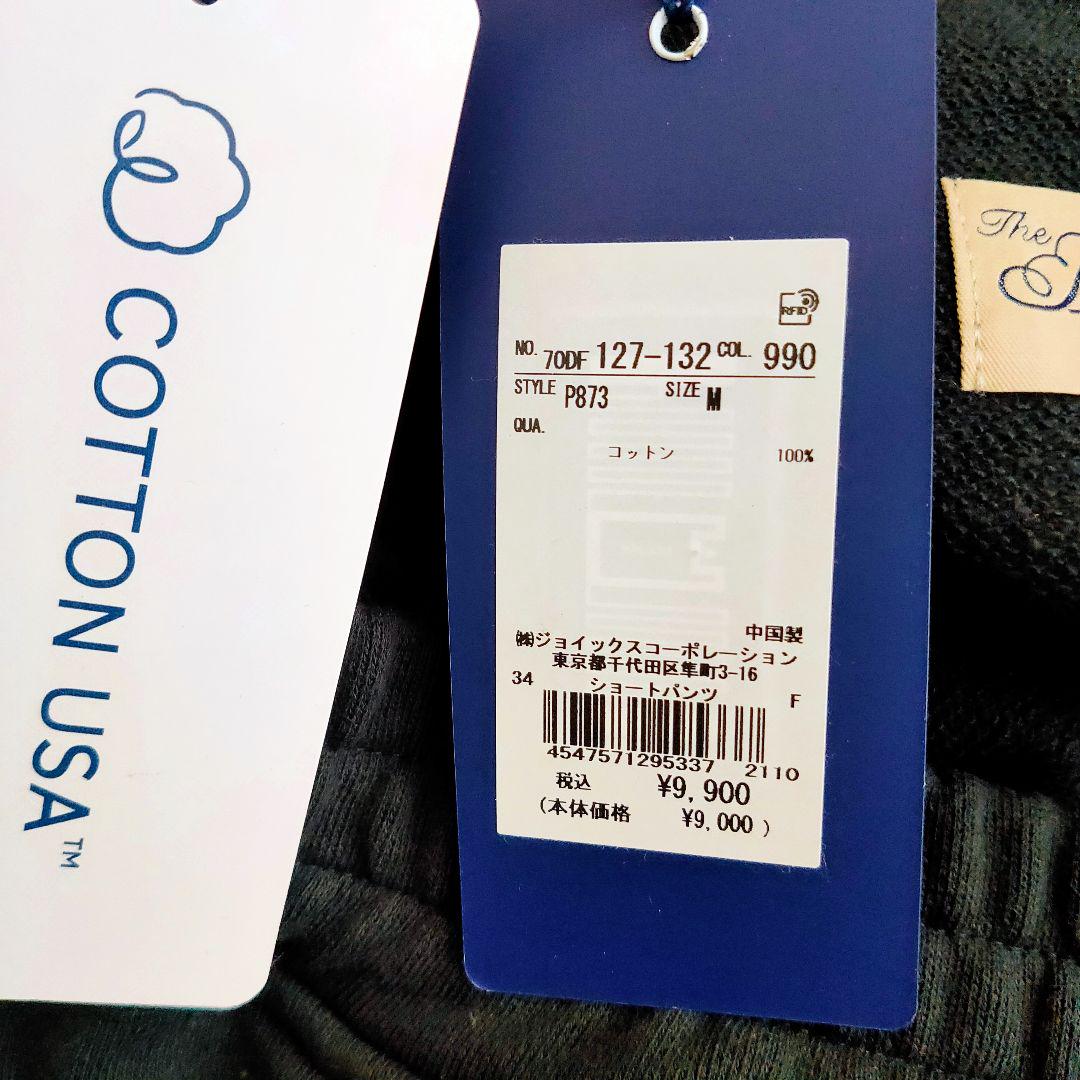 COTTON USA™
RFID
NO. 70DF 127-132 COL. 990
STYLE P873 SIZE M
QUA.
コットン 100%
中国製
㈱ジョイックスコーポレーション
東京都千代田区隼町3-16
34 ショートパンツ F
4547571295337 2110
税込 ¥9,900
(本体価格 ¥9,000)
The